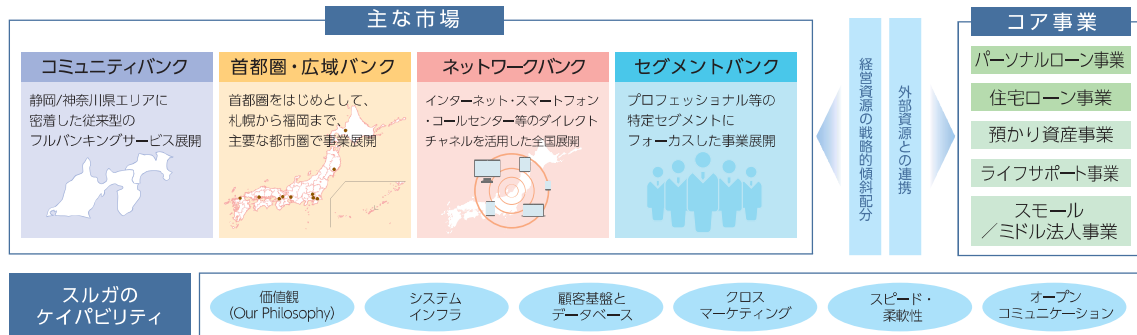 主な市場
コミュニティバンク
静岡/神奈川県エリアに
密着した従来型の
フルバンキングサービス展開
首都圏・広域バンク
首都圏をはじめとして、
札幌から福岡まで、
主要な都市圏で事業展開
ネットワークバンク
インターネット・スマートフォン
・コールセンター等のダイレクト
チャネルを活用した全国展開
セグメントバンク
プロフェッショナル等の
特定セグメントに
フォーカスした事業展開
経営資源の戦略的傾斜配分
外部資源との連携
コア事業
パーソナルローン事業
住宅ローン事業
預かり資産事業
ライフサポート事業
スモール
/ミドル法人事業
スルガの
ケイパビリティ
価値観
(Our Philosophy)
システム
インフラ
顧客基盤と
データベース
クロス
マーケティング
スピード・
柔軟性
オープン
コミュニケーション